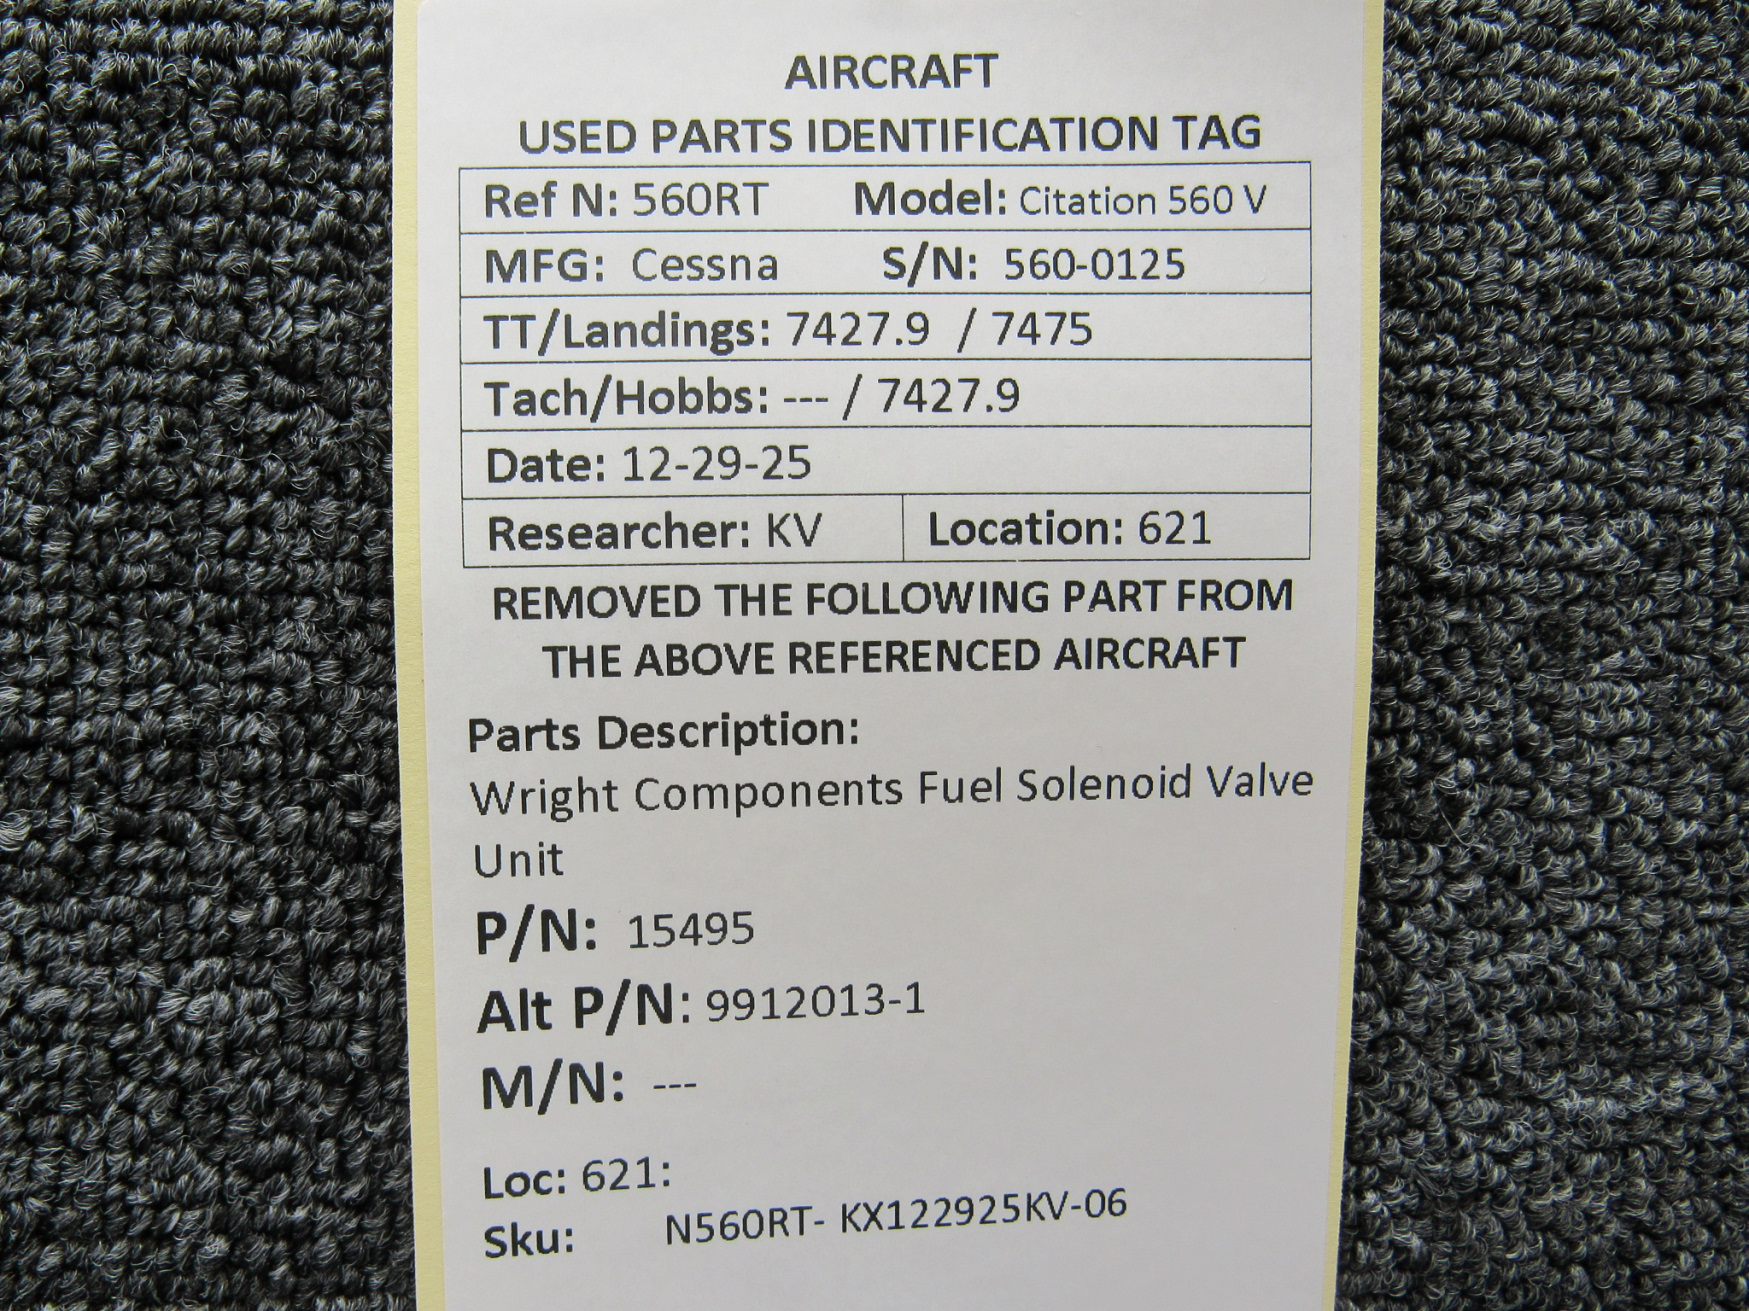 AIRCRAFT
USED PARTS IDENTIFICATION TAG
Ref N: 560RT Model: Citation 560 V
MFG: Cessna S/N: 560-0125
TT/Landings: 7427.9 / 7475
Tach/Hobbs: --- / 7427.9
Date: 12-29-25
Researcher: KV Location: 621
REMOVED THE FOLLOWING PART FROM
THE ABOVE REFERENCED AIRCRAFT
Parts Description:
Wright Components Fuel Solenoid Valve
Unit
P/N: 15495
Alt P/N: 9912013-1
M/N: ---
Loc: 621:
Sku: N560RT- KX122925KV-06